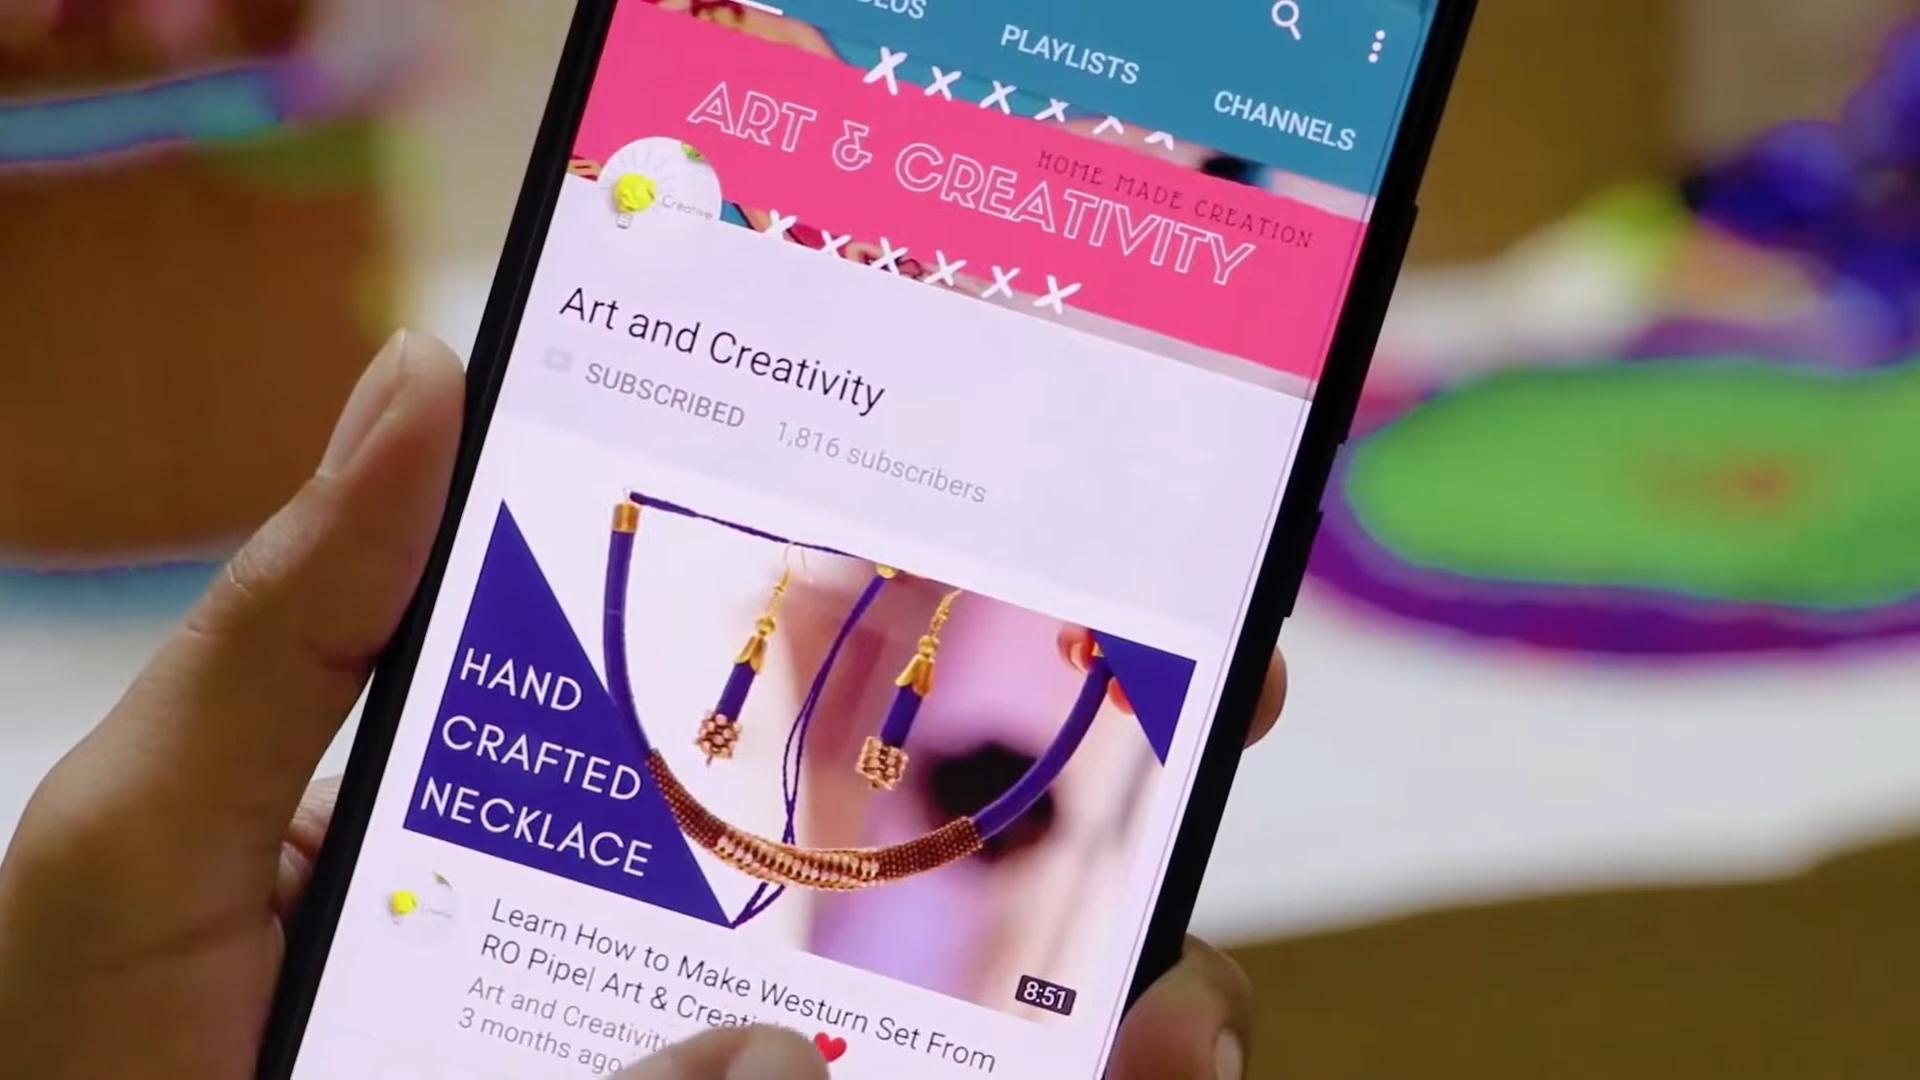 PLAYLISTS
CHANNELS
HOME MADE CREATION
ART & CREATIVITY
Creative
Art and Creativity
SUBSCRIBED 1,816 subscribers
HAND
CRAFTED
NECKLACE
8:51
Learn How to Make Westurn Set From
RO Pipe| Art & ❤️
Art and Creativity
3 months ago